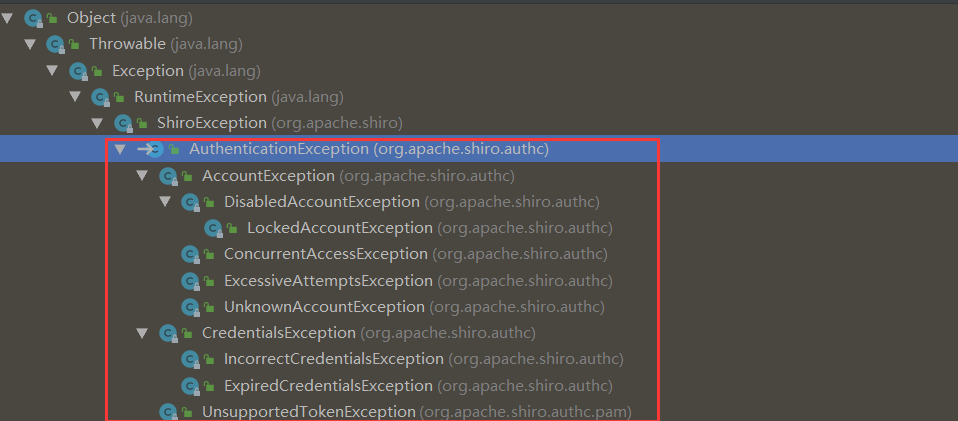 Object (java.lang)
Throwable (java.lang)
Exception (java.lang)
RuntimeException (java.lang)
ShiroException (org.apache.shiro)
AuthenticationException (org.apache.shiro.authc)
AccountException (org.apache.shiro.authc)
DisabledAccountException (org.apache.shiro.authc)
LockedAccountException (org.apache.shiro.authc)
ConcurrentAccessException (org.apache.shiro.authc)
ExcessiveAttemptsException (org.apache.shiro.authc)
UnknownAccountException (org.apache.shiro.authc)
CredentialsException (org.apache.shiro.authc)
IncorrectCredentialsException (org.apache.shiro.authc)
ExpiredCredentialsException (org.apache.shiro.authc)
UnsupportedTokenException (org.apache.shiro.authc.pam)